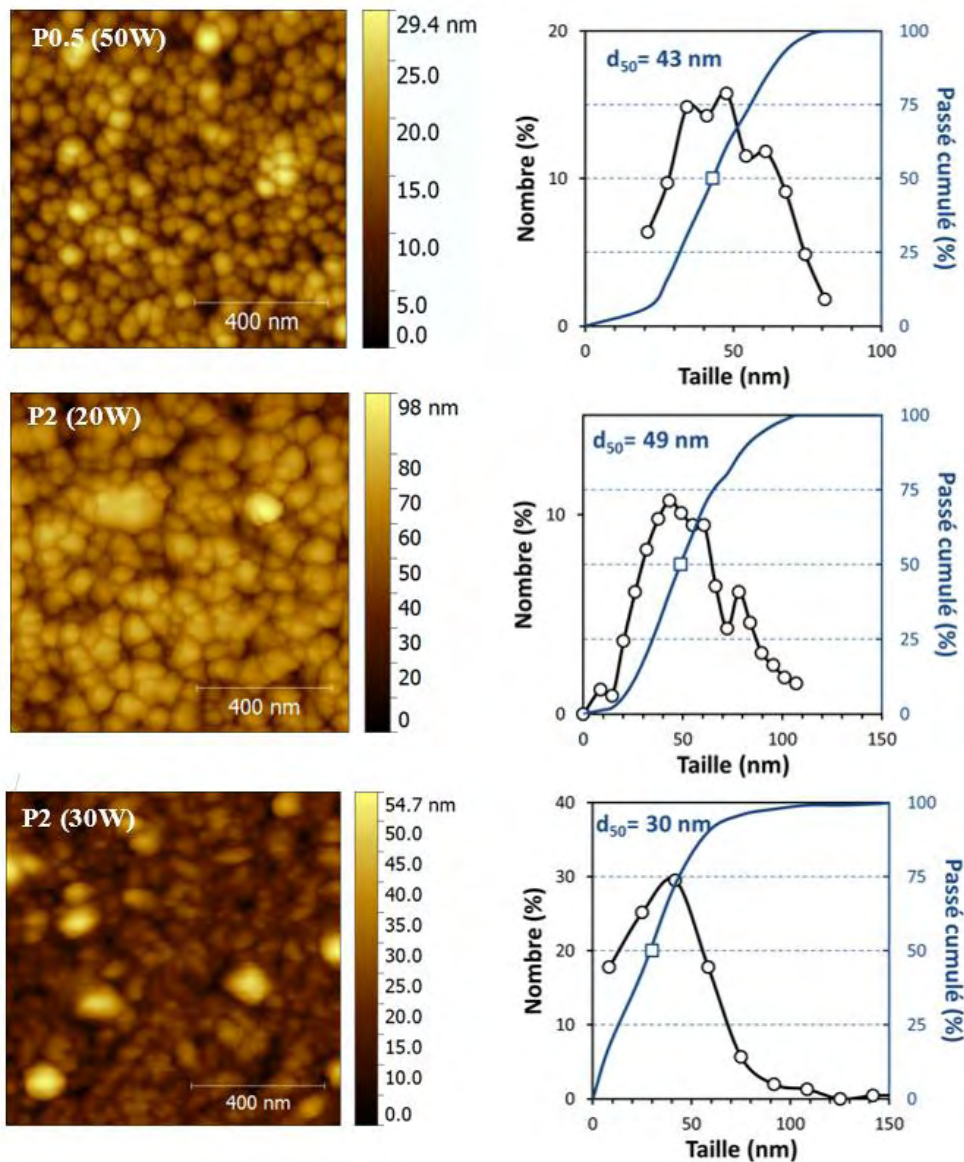 P0.5 (50W)
400 nm
29.4 nm
25.0
20.0
15.0
10.0
5.0
0.0
d50= 43 nm
Nombre (%)
20
10
0
0 50 100
Taille (nm)
100
75
50
25
0
Passé cumulé (%)
P2 (20W)
400 nm
98 nm
80
70
60
50
40
30
20
0
d50= 49 nm
Nombre (%)
10
0
0 50 100 150
Taille (nm)
100
75
50
25
0
Passé cumulé (%)
P2 (30W)
400 nm
54.7 nm
50.0
45.0
40.0
35.0
30.0
25.0
20.0
15.0
10.0
0.0
d50= 30 nm
Nombre (%)
40
30
20
10
0
0 50 100 150
Taille (nm)
100
75
50
25
0
Passé cumulé (%)